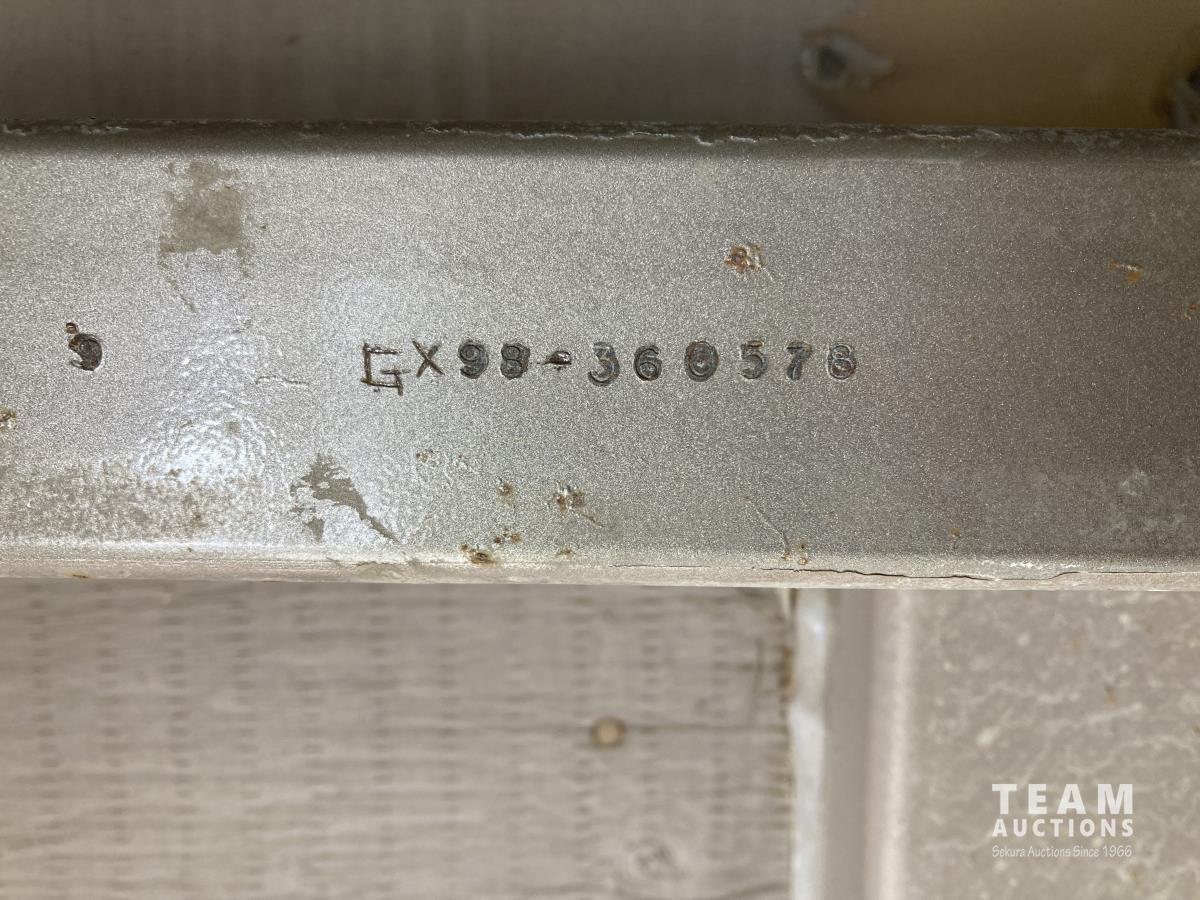 9 GX98-360578
TEAM
AUCTIONS
Sekura Auctions Since 1966